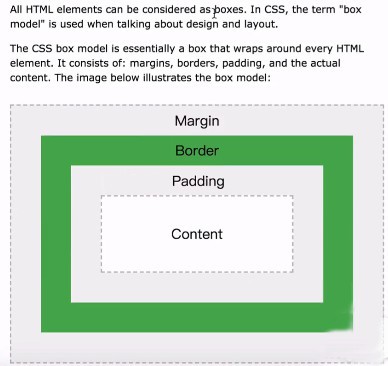 All HTML elements can be considered as boxes. In CSS, the term "box
model" is used when talking about design and layout.
The CSS box model is essentially a box that wraps around every HTML
element. It consists of: margins, borders, padding, and the actual
content. The image below illustrates the box model:
Margin
Border
Padding
Content